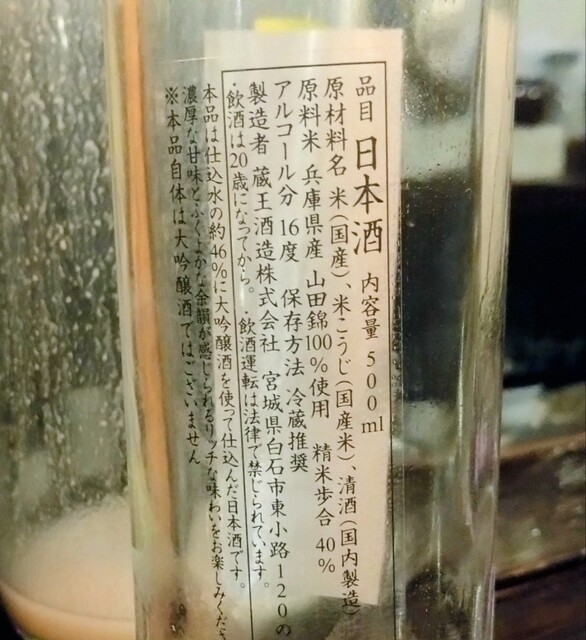 品目 日本酒 内容量 500ml
原材料名 米(国産)、米こうじ(国産米)、清酒(国内製造)
原料米 兵庫県産 山田錦100%使用 精米歩合 40%
アルコール分 16度 保存方法 冷蔵推奨
製造者 蔵王酒造株式会社 宮城県白石市東小路120の
・飲酒は20歳になってから。・飲酒運転は法律で禁じられています。
本品は仕込水の約46%に大吟醸酒を使って仕込んだ日本酒です。
濃厚な甘味とふくよかな余韻が感じられるリッチな味わいをお楽しみくださ
※本品自体は大吟醸酒ではございません